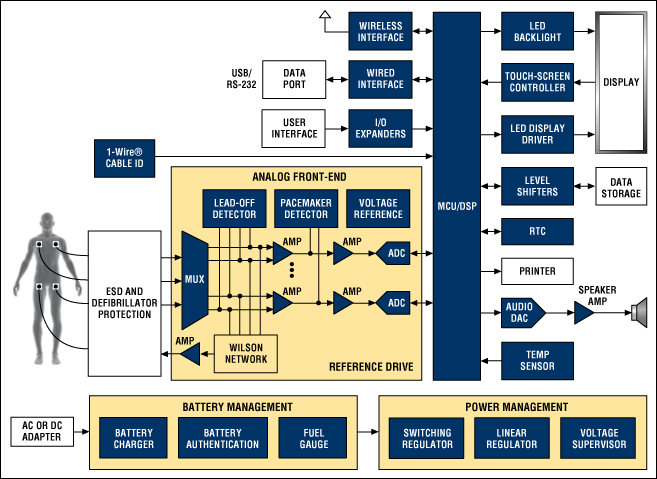 WIRELESS
INTERFACE
LED
BACKLIGHT
USB/
RS-232
DATA
PORT
WIRED
INTERFACE
TOUCH-SCREEN
CONTROLLER
DISPLAY
USER
INTERFACE
I/O
EXPANDERS
LED DISPLAY
DRIVER
1-Wire®
CABLE ID
MCU/DSP
LEVEL
SHIFTERS
DATA
STORAGE
ANALOG FRONT-END
LEAD-OFF
DETECTOR
PACEMAKER
DETECTOR
VOLTAGE
REFERENCE
RTC
AMP
AMP
ADC
MUX
PRINTER
ESD AND
DEFIBRILLATOR
PROTECTION
AMP
AMP
ADC
AUDIO
DAC
SPEAKER
AMP
AMP
WILSON
NETWORK
REFERENCE DRIVE
TEMP
SENSOR
AC OR DC
ADAPTER
BATTERY MANAGEMENT
BATTERY
CHARGER
BATTERY
AUTHENTICATION
FUEL
GAUGE
POWER MANAGEMENT
SWITCHING
REGULATOR
LINEAR
REGULATOR
VOLTAGE
SUPERVISOR